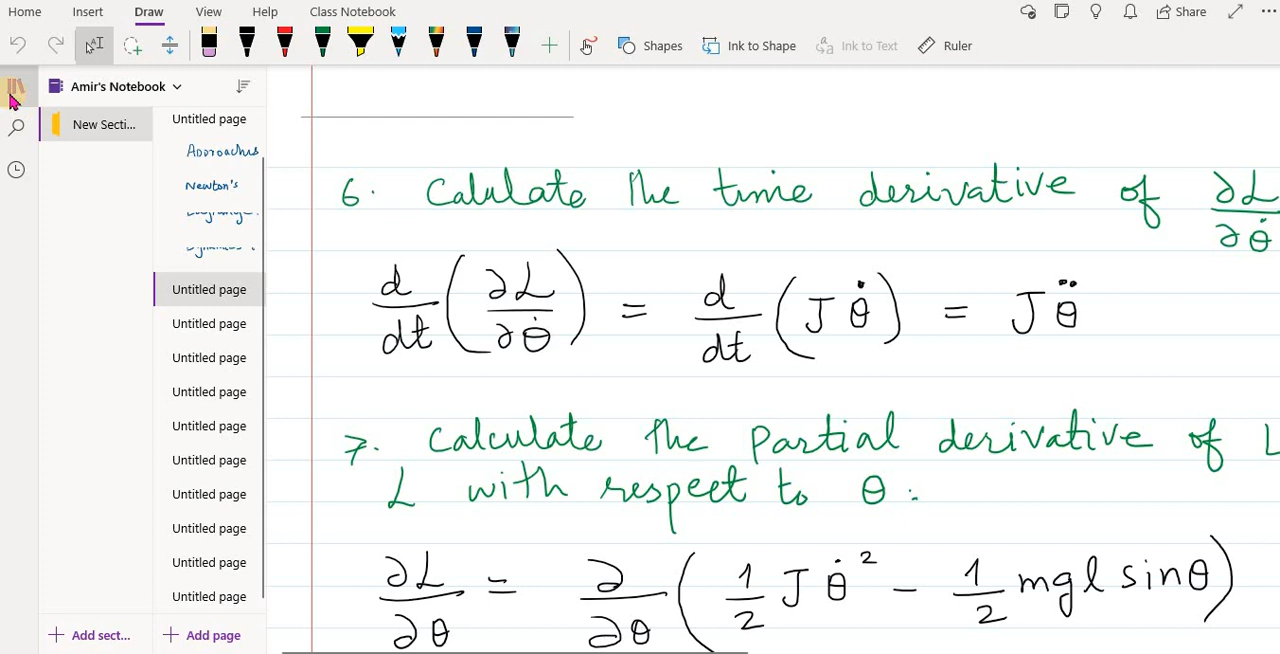 Home Insert Draw View Help Class Notebook Share
Shapes Ink to Shape Ink to Text Ruler
Amir's Notebook
New Secti...
Untitled page
Approaches
Newton's
Lagrange
Untitled page
Untitled page
Untitled page
Untitled page
Untitled page
Untitled page
Untitled page
Untitled page
Untitled page
Untitled page
Add sect...
Add page
6. Calulate the time derivative of ∂L/∂θ̇
d/dt (∂L/∂θ̇) = d/dt (J θ̇) = J θ̈
7. Calculate the partial derivative of L
L with respect to θ :
∂L/∂θ = ∂/∂θ (1/2 J θ̇² − 1/2 mgl sinθ)